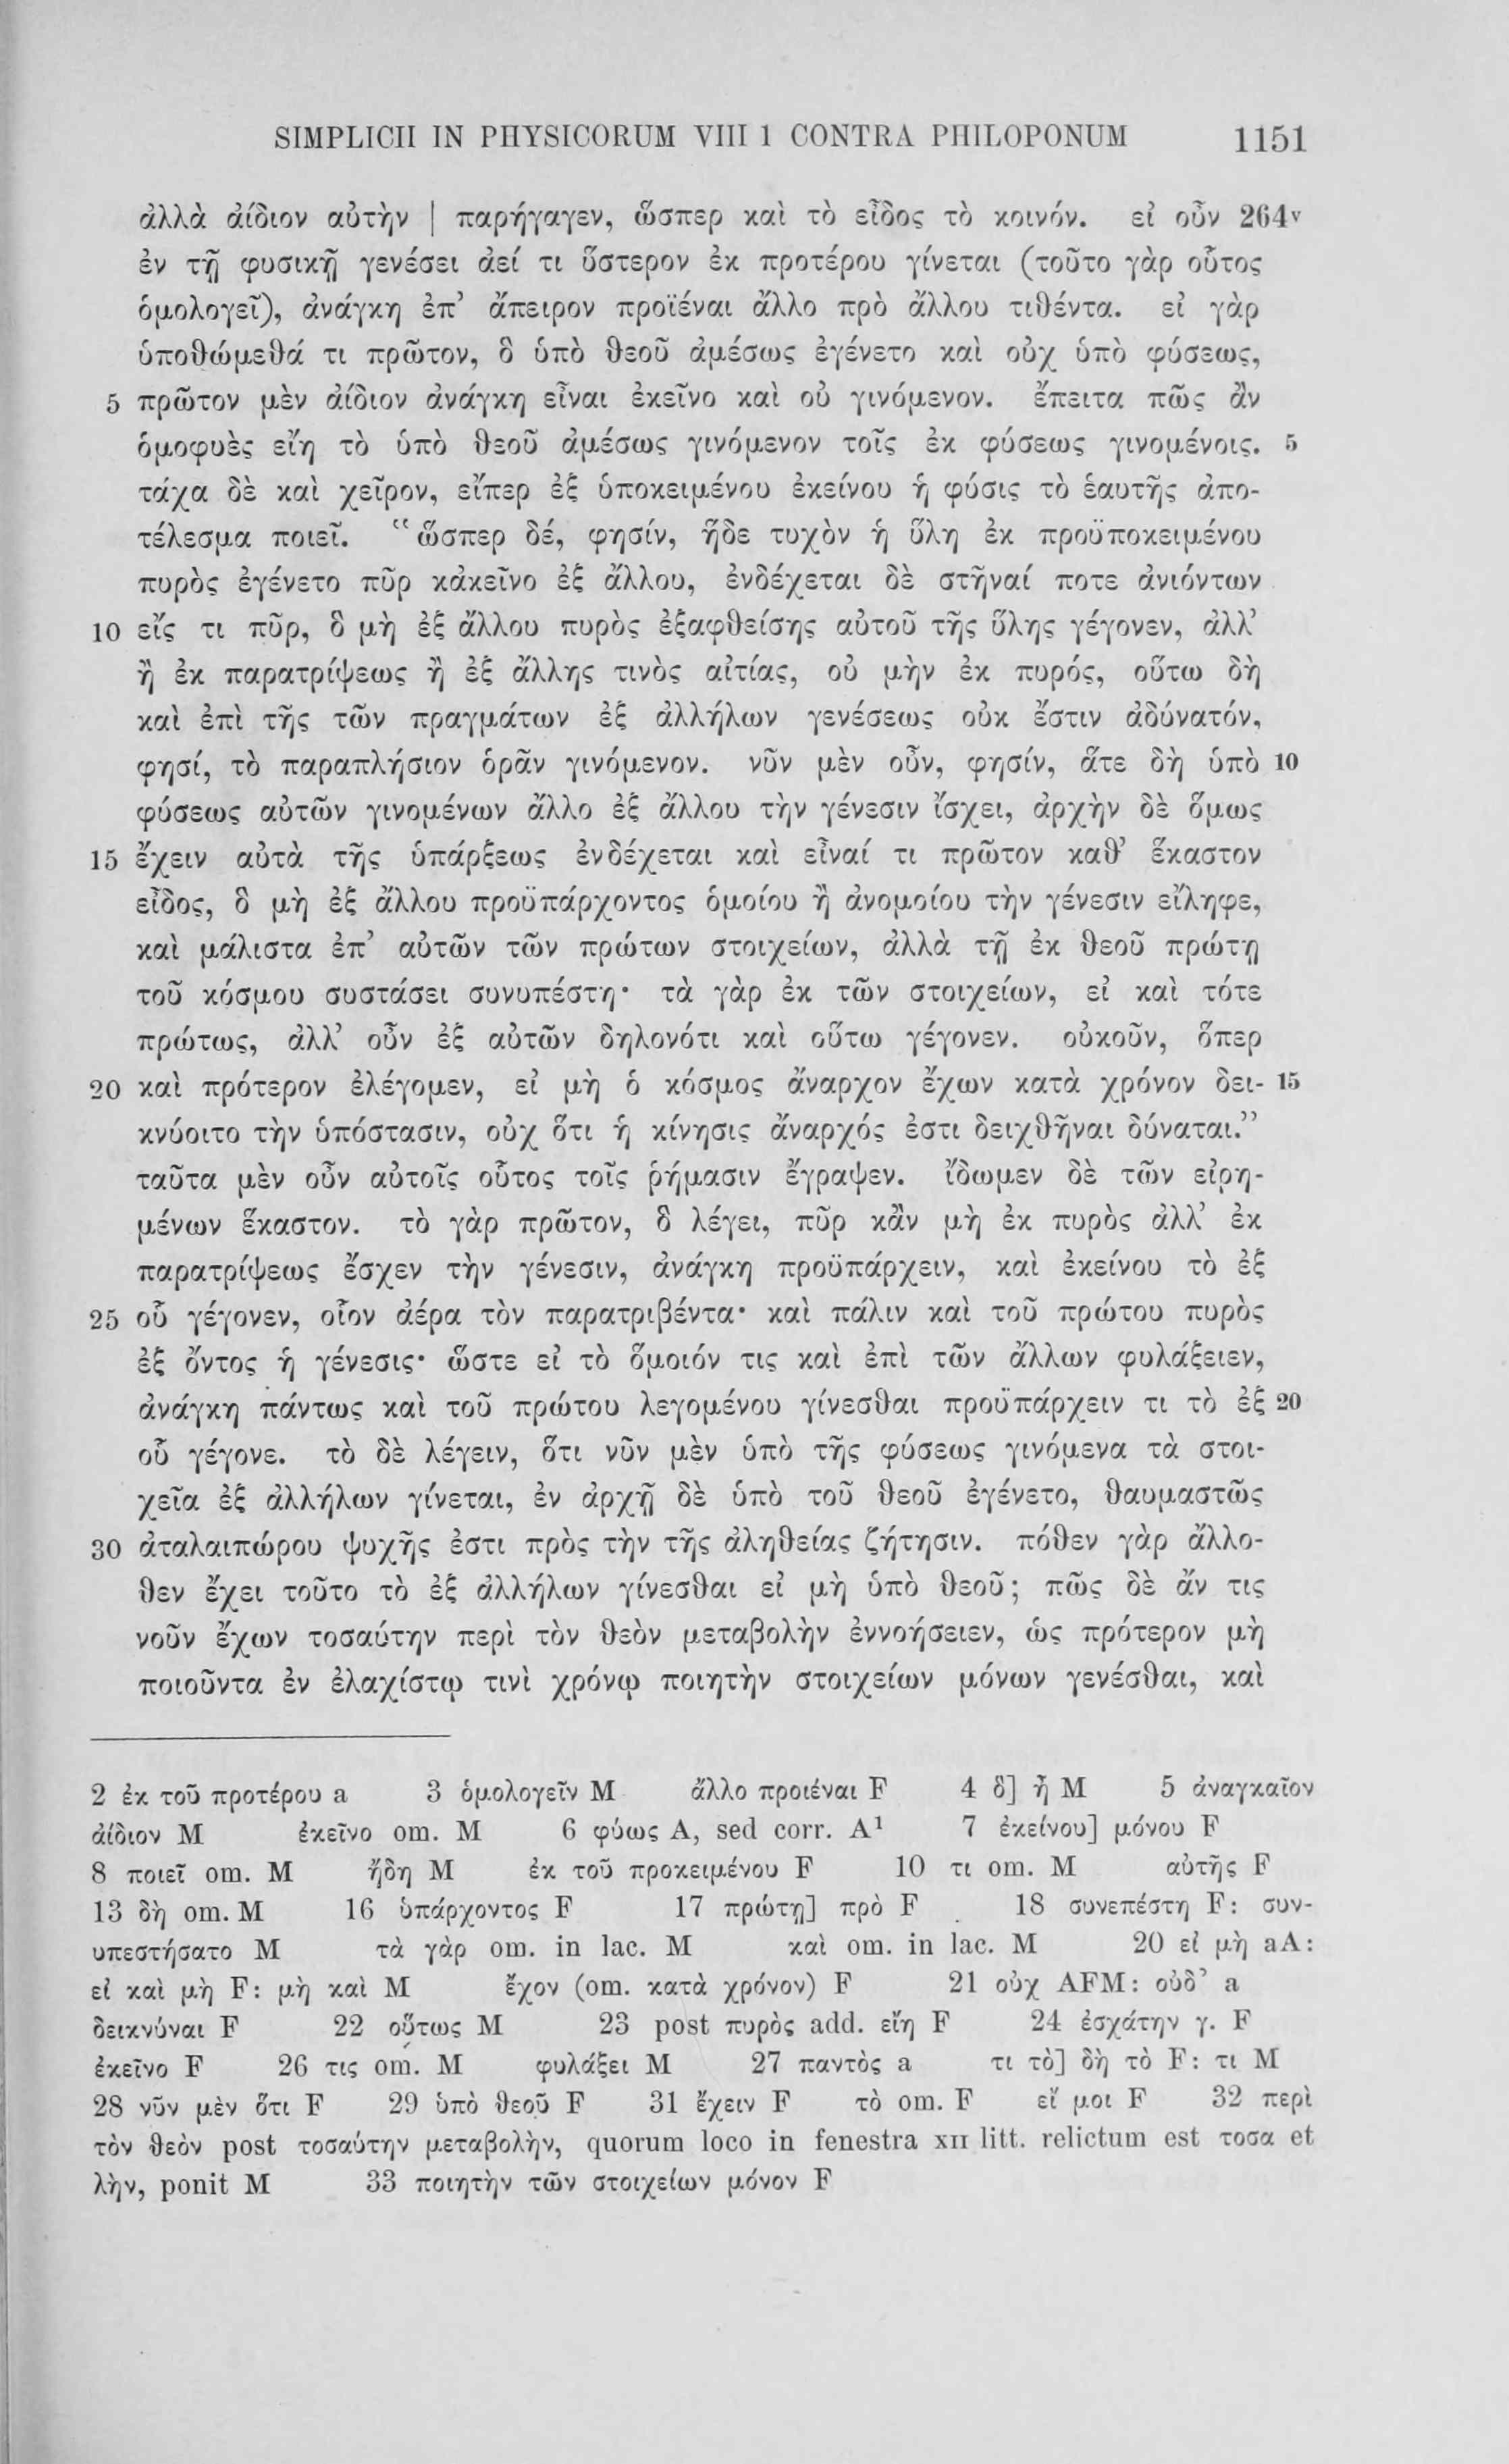 SIMPLICII IN PHYSICORUM VIII 1 CONTRA PHILOPONUM 1151
ἀλλὰ ἀίδιον αὐτὴν | παρήγαγεν, ὥσπερ καὶ τὸ εἶδος τὸ κοινόν. εἰ οὖν 264v
ἐν τῇ φυσικῇ γενέσει ἀεί τι ὕστερον ἐκ προτέρου γίνεται (τοῦτο γὰρ οὗτος
ὁμολογεῖ), ἀνάγκη ἐπ’ ἄπειρον προϊέναι ἄλλο πρὸ ἄλλου τιθέντα. εἰ γὰρ
ὑποθώμεθά τι πρῶτον, ὃ ὑπὸ θεοῦ ἀμέσως ἐγένετο καὶ οὐχ ὑπὸ φύσεως,
5 πρῶτον μὲν ἀίδιον ἀνάγκη εἶναι ἐκεῖνο καὶ οὐ γινόμενον. ἔπειτα πῶς ἂν
ὁμοφυὲς εἴη τὸ ὑπὸ θεοῦ ἀμέσως γινόμενον τοῖς ἐκ φύσεως γινομένοις. 5
τάχα δὲ καὶ χεῖρον, εἴπερ ἐξ ὑποκειμένου ἐκείνου ἡ φύσις τὸ ἑαυτῆς ἀπο-
τέλεσμα ποιεῖ. “ὥσπερ δέ, φησίν, ἥδε τυχὸν ἡ ὕλη ἐκ προϋποκειμένου
πυρὸς ἐγένετο πῦρ κἀκεῖνο ἐξ ἄλλου, ἐνδέχεται δὲ στῆναί ποτε ἀνιόντων
10 εἴς τι πῦρ, ὃ μὴ ἐξ ἄλλου πυρὸς ἐξαφθείσης αὐτοῦ τῆς ὕλης γέγονεν, ἀλλ’
ἢ ἐκ παρατρίψεως ἢ ἐξ ἄλλης τινὸς αἰτίας, οὐ μὴν ἐκ πυρός, οὕτω δὴ
καὶ ἐπὶ τῆς τῶν πραγμάτων ἐξ ἀλλήλων γενέσεως οὐκ ἔστιν ἀδύνατόν,
φησί, τὸ παραπλήσιον ὁρᾶν γινόμενον. νῦν μὲν οὖν, φησίν, ἅτε δὴ ὑπὸ 10
φύσεως αὐτῶν γινομένων ἄλλο ἐξ ἄλλου τὴν γένεσιν ἴσχει, ἀρχὴν δὲ ὅμως
15 ἔχειν αὐτὰ τῆς ὑπάρξεως ἐνδέχεται καὶ εἶναί τι πρῶτον καθ’ ἕκαστον
εἶδος, ὃ μὴ ἐξ ἄλλου προϋπάρχοντος ὁμοίου ἢ ἀνομοίου τὴν γένεσιν εἴληφε,
καὶ μάλιστα ἐπ’ αὐτῶν τῶν πρώτων στοιχείων, ἀλλὰ τῇ ἐκ θεοῦ πρώτῃ
τοῦ κόσμου συστάσει συνυπέστη· τὰ γὰρ ἐκ τῶν στοιχείων, εἰ καὶ τότε
πρώτως, ἀλλ’ οὖν ἐξ αὐτῶν δηλονότι καὶ οὕτω γέγονεν. οὐκοῦν, ὅπερ
20 καὶ πρότερον ἐλέγομεν, εἰ μὴ ὁ κόσμος ἄναρχον ἔχων κατὰ χρόνον δει- 15
κνύοιτο τὴν ὑπόστασιν, οὐχ ὅτι ἡ κίνησις ἄναρχός ἐστι δειχθῆναι δύναται.”
ταῦτα μὲν οὖν αὐτοῖς οὗτος τοῖς ῥήμασιν ἔγραψεν. ἴδωμεν δὲ τῶν εἰρη-
μένων ἕκαστον. τὸ γὰρ πρῶτον, ὃ λέγει, πῦρ κἂν μὴ ἐκ πυρὸς ἀλλ’ ἐκ
παρατρίψεως ἔσχεν τὴν γένεσιν, ἀνάγκη προϋπάρχειν, καὶ ἐκείνου τὸ ἐξ
25 οὗ γέγονεν, οἷον ἀέρα τὸν παρατριβέντα· καὶ πάλιν καὶ τοῦ πρώτου πυρὸς
ἐξ ὄντος ἡ γένεσις· ὥστε εἰ τὸ ὅμοιόν τις καὶ ἐπὶ τῶν ἄλλων φυλάξειεν,
ἀνάγκη πάντως καὶ τοῦ πρώτου λεγομένου γίνεσθαι προϋπάρχειν τι τὸ ἐξ 20
οὗ γέγονε. τὸ δὲ λέγειν, ὅτι νῦν μὲν ὑπὸ τῆς φύσεως γινόμενα τὰ στοι-
χεῖα ἐξ ἀλλήλων γίνεται, ἐν ἀρχῇ δὲ ὑπὸ τοῦ θεοῦ ἐγένετο, θαυμαστῶς
30 ἀταλαιπώρου ψυχῆς ἐστι πρὸς τὴν τῆς ἀληθείας ζήτησιν. πόθεν γὰρ ἄλλο-
θεν ἔχει τοῦτο τὸ ἐξ ἀλλήλων γίνεσθαι εἰ μὴ ὑπὸ θεοῦ; πῶς δὲ ἄν τις
νοῦν ἔχων τοσαύτην περὶ τὸν θεὸν μεταβολὴν ἐννοήσειεν, ὡς πρότερον μὴ
ποιοῦντα ἐν ἐλαχίστῳ τινὶ χρόνῳ ποιητὴν στοιχείων μόνων γενέσθαι, καὶ
2 ἐκ τοῦ προτέρου a 3 ὁμολογεῖν M ἄλλο προιέναι F 4 ὃ] ἢ M 5 ἀναγκαῖον
ἀίδιον M ἐκεῖνο om. M 6 φύως A, sed corr. A¹ 7 ἐκείνου] μόνου F
8 ποιεῖ om. M ἤδη M ἐκ τοῦ προκειμένου F 10 τι om. M αὐτῆς F
13 δὴ om. M 16 ὑπάρχοντος F 17 πρώτῃ] πρὸ F 18 συνεπέστη F: συν-
υπεστήσατο M τὰ γὰρ om. in lac. M καὶ om. in lac. M 20 εἰ μὴ aA:
εἰ καὶ μὴ F: μὴ καὶ M ἔχον (om. κατὰ χρόνον) F 21 οὐχ AFM: οὐδ’ a
δεικνύναι F 22 οὕτως M 23 post πυρὸς add. εἴη F 24 ἐσχάτην γ. F
ἐκεῖνο F 26 τις om. M φυλάξει M 27 παντὸς a τι τὸ] δὴ τὸ F: τι M
28 νῦν μὲν ὅτι F 29 ὑπὸ θεοῦ F 31 ἔχειν F τὸ om. F εἴ μοι F 32 περὶ
τὸν θεὸν post τοσαύτην μεταβολὴν, quorum loco in fenestra XII litt. relictum est τοσα et
λὴν, ponit M 33 ποιητὴν τῶν στοιχείων μόνον F